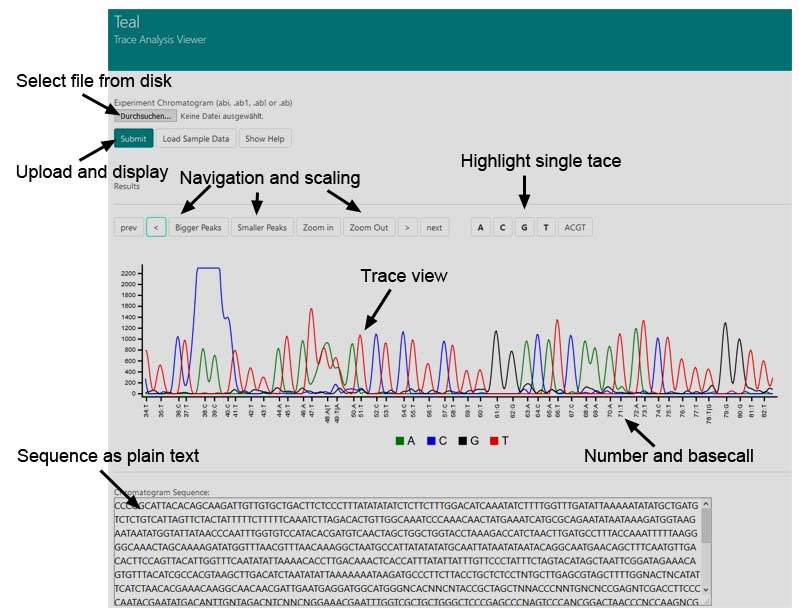 Teal
Trace Analysis Viewer
Select file from disk
Experiment Chromatogram (abi, .ab1, .ab! or .ab)
Durchsuchen... Keine Datei ausgewählt.
Submit Load Sample Data Show Help
Upload and display
Highlight single tace
Navigation and scaling
Results
prev < Bigger Peaks Smaller Peaks Zoom in Zoom Out > next A C G T ACGT
Trace view
2200
2000
1800
1600
1400
1200
1000
800
600
400
200
0
34:T 36:C 37:T 38:C 39:C 40:C 41:T 42:T 43:T 44:A 45:T 46:A 47:T 48:A|T 49:T|A 50:A 51:T 52:C 53:T 54:C 55:T 56:T 57:C 58:T 59:T 60:T 61:G 62:G 63:A 64:C 65:A 66:T 67:C 68:A 69:A 70:A 71:T 72:A 73:T 74:C 75:T 76:T 77:T 78:T|G 79:G 80:G 81:T 82:T
A C G T
Sequence as plain text
Number and basecall
Chromatogram Sequence:
CCCGGCATTACACAGCAAGATTGTTGTGCTGACTTCTCCCTTTATATATATCTCTTCTTTGGACATCAAATATCTTTTGGTTTGATATTAAAAATATATGCTGATG
TCTCTGTCATTAGTTCTACTATTTTTCTTTTTCAAATCTTAGACACTGTTGGCAAATCCCAAACAACTATGAAATCATGCGCAGAATATAATAAAGATGGTAAG
AATAATATGGTATTATAACCCAATTTGGTGTCCATACACGATGTCAACTAGCTGGCTGGTACCTAAAGACCATCTAACTTGATGCCTTTACCAAATTTTTAAGG
GGCAAACTAGCAAAAGATATGGTTTAACGTTTAACAAAGGCTAATGCCATTATATATATGCAATTATAATATAATACAGGCAATGAACAGCTTTCAATGTTGA
CACTTCCAGTTACATTGGTTTCAATATATTAAAACACCTTGACAAACTCACCATTTATATTATTTGTTCCCTATTTCTAGTACATAGCTAATTCGGATAGAAACA
GTGTTTACATCGCCACGTAAGCTTGACATCTAATATATTAAAAAAATAAGATGCCCTTCTTACCTGCTCTCCTNTGCTTGAGCGTAGCTTTTGGNACTNCATAT